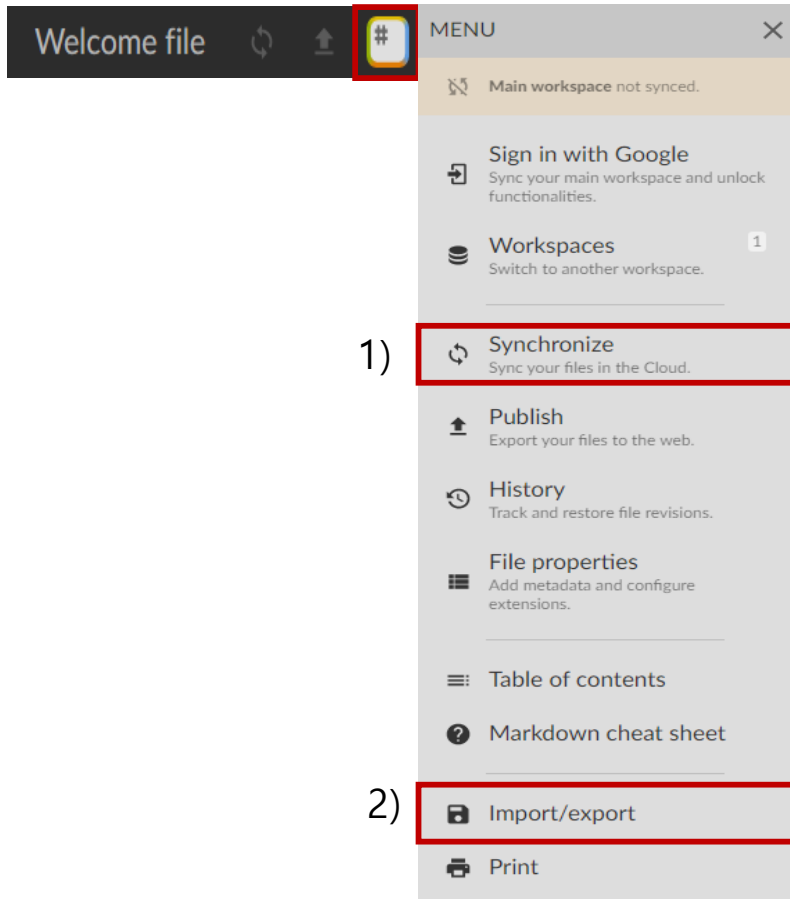 Welcome file
#
MENU
Main workspace not synced.
Sign in with Google
Sync your main workspace and unlock
functionalities.
Workspaces 1
Switch to another workspace.
1)
Synchronize
Sync your files in the Cloud.
Publish
Export your files to the web.
History
Track and restore file revisions.
File properties
Add metadata and configure
extensions.
Table of contents
Markdown cheat sheet
2)
Import/export
Print